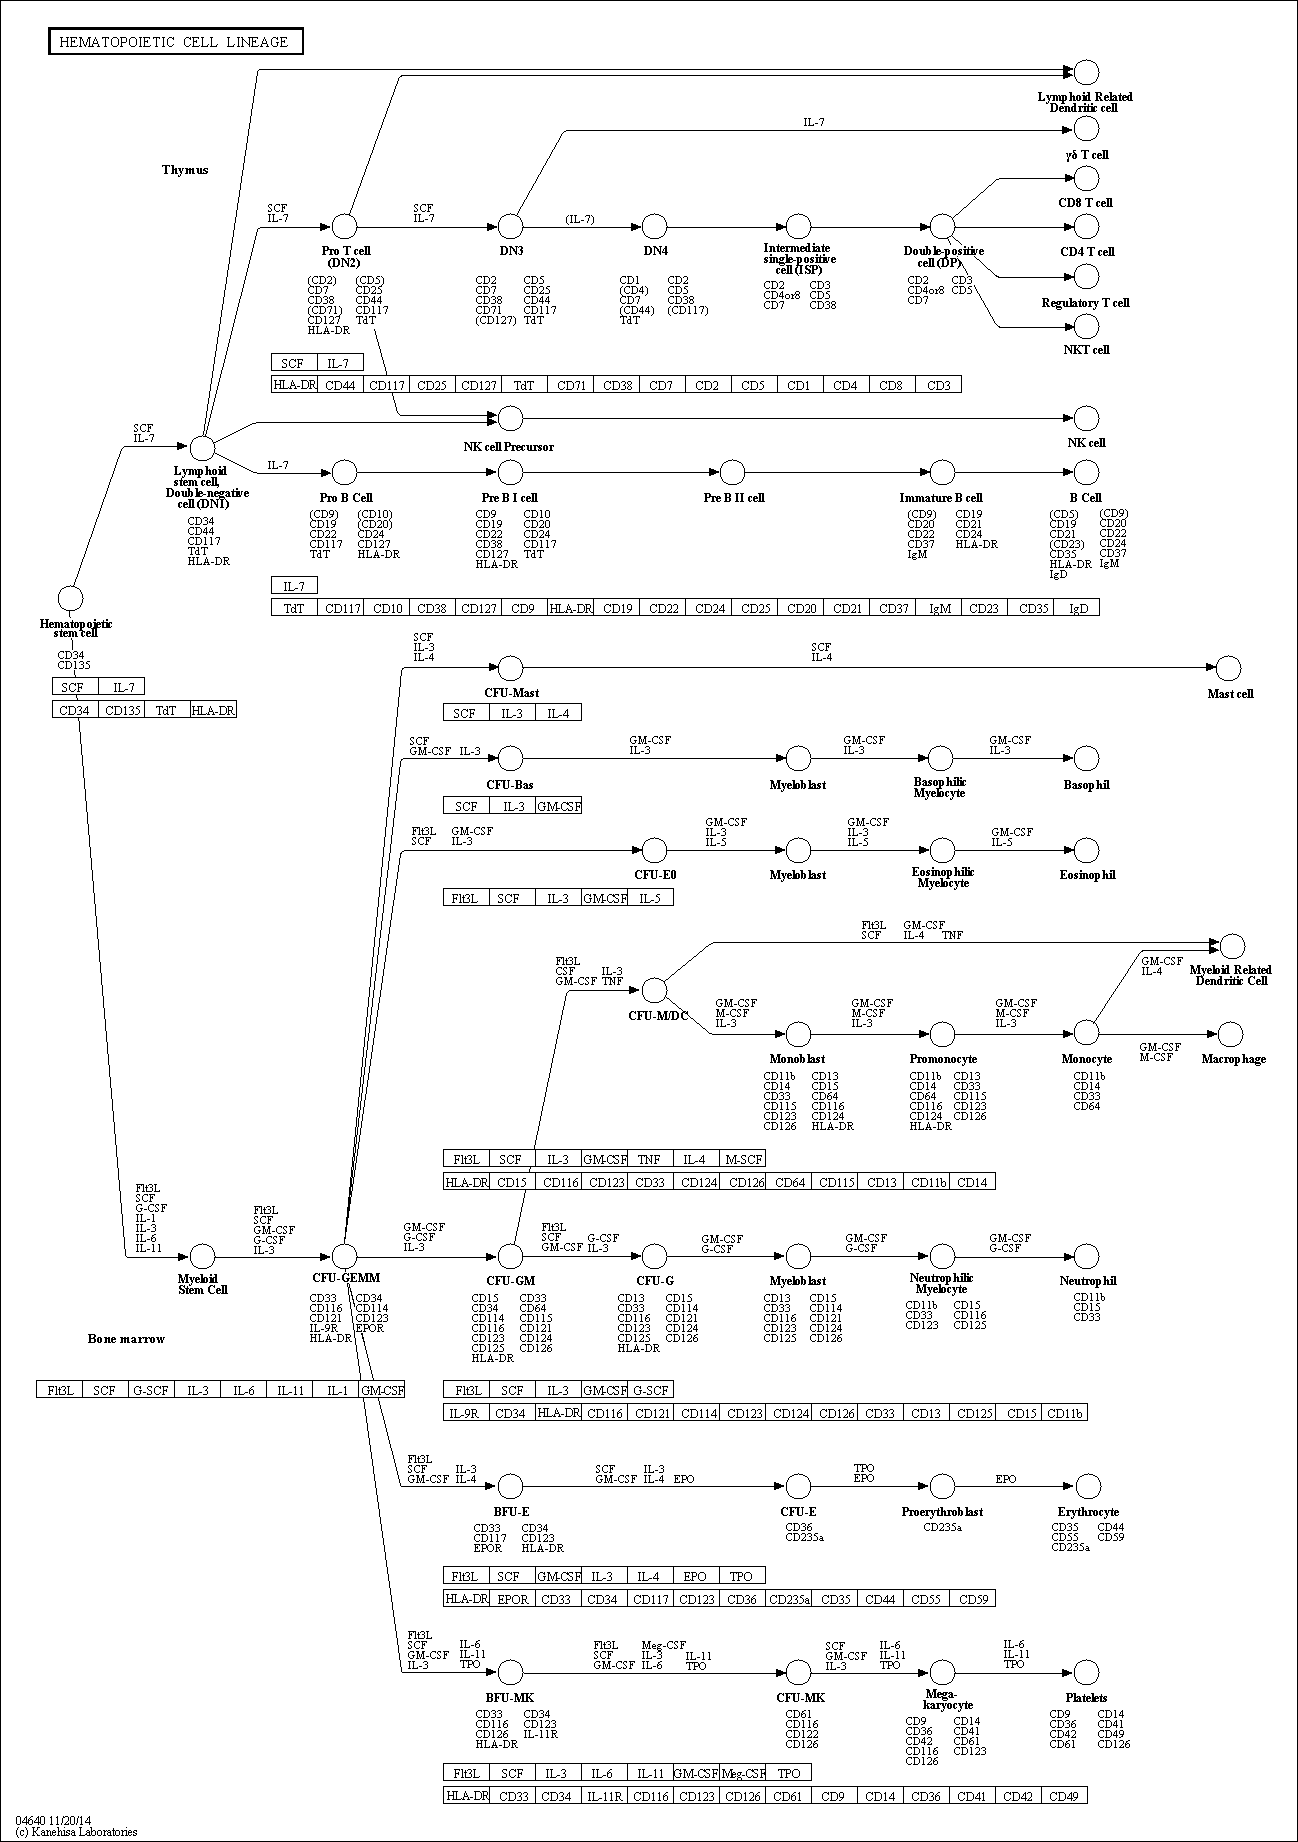 HEMATOPOIETIC CELL LINEAGE
Lymphoid Related
Dendritic cell
IL-7
γδ T cell
Thymus
CD8 T cell
SCF
IL-7
SCF
IL-7
(IL-7)
Pro T cell
(DN2)
DN3
DN4
Intermediate
single-positive
cell (ISP)
Double-positive
cell (DP)
CD4 T cell
(CD2) (CD5)
CD7 CD25
CD38 CD44
(CD71) CD117
CD127 TdT
HLA-DR
CD2 CD5
CD7 CD25
CD38 CD44
CD71 CD117
(CD127) TdT
CD1 CD2
(CD4) CD5
CD7 CD38
(CD44) (CD117)
TdT
CD2 CD3
CD4or8 CD5
CD7 CD38
CD2 CD3
CD4or8 CD5
CD7
Regulatory T cell
NKT cell
SCF IL-7
HLA-DR CD44 CD117 CD25 CD127 TdT CD71 CD38 CD7 CD2 CD5 CD1 CD4 CD8 CD3
SCF
IL-7
NK cell Precursor
NK cell
Lymphoid
stem cell,
Double-negative
cell (DN1)
CD34
CD44
CD117
TdT
HLA-DR
IL-7
Pro B Cell
Pre B I cell
Pre B II cell
Immature B cell
B Cell
(CD9) (CD10)
CD19 (CD20)
CD22 CD24
CD117 CD127
TdT HLA-DR
CD9 CD10
CD19 CD20
CD22 CD24
CD38 CD117
CD127 TdT
HLA-DR
(CD9) CD19
CD20 CD21
CD22 CD24
CD37 HLA-DR
IgM
(CD5) (CD9)
CD19 CD20
CD21 CD22
(CD23) CD24
CD35 CD37
HLA-DR IgM
IgD
IL-7
TdT CD117 CD10 CD38 CD127 CD9 HLA-DR CD19 CD22 CD24 CD25 CD20 CD21 CD37 IgM CD23 CD35 IgD
Hematopoietic
stem cell
CD34
CD135
SCF IL-7
CD34 CD135 TdT HLA-DR
SCF
IL-3
IL-4
SCF
IL-4
CFU-Mast
Mast cell
SCF IL-3 IL-4
SCF
GM-CSF IL-3
GM-CSF
IL-3
GM-CSF
IL-3
GM-CSF
IL-3
CFU-Bas
Myeloblast
Basophilic
Myelocyte
Basophil
SCF IL-3 GM-CSF
Flt3L GM-CSF
SCF IL-3
GM-CSF
IL-3
IL-5
GM-CSF
IL-3
IL-5
GM-CSF
IL-5
CFU-E0
Myeloblast
Eosinophilic
Myelocyte
Eosinophil
Flt3L SCF IL-3 GM-CSF IL-5
Flt3L GM-CSF
SCF IL-4 TNF
Flt3L
CSF IL-3
GM-CSF TNF
GM-CSF
IL-4
Myeloid Related
Dendritic Cell
CFU-M/DC
GM-CSF
M-CSF
IL-3
GM-CSF
M-CSF
IL-3
GM-CSF
M-CSF
IL-3
GM-CSF
M-CSF
Monoblast
Promonocyte
Monocyte
Macrophage
CD11b CD13
CD14 CD15
CD33 CD64
CD115 CD116
CD123 CD124
CD126 HLA-DR
CD11b CD13
CD14 CD33
CD64 CD115
CD116 CD123
CD124 CD126
HLA-DR
CD11b
CD14
CD33
CD64
Flt3L SCF IL-3 GM-CSF TNF IL-4 M-SCF
HLA-DR CD15 CD116 CD123 CD33 CD124 CD126 CD64 CD115 CD13 CD11b CD14
Flt3L
SCF
G-CSF
IL-1
IL-3
IL-6
IL-11
Flt3L
SCF
GM-CSF
G-CSF
IL-3
GM-CSF
G-CSF
IL-3
Flt3L
SCF G-CSF
GM-CSF IL-3
GM-CSF
G-CSF
GM-CSF
G-CSF
GM-CSF
G-CSF
Myeloid
Stem Cell
CFU-GEMM
CFU-GM
CFU-G
Myeloblast
Neutrophilic
Myelocyte
Neutrophil
CD33 CD34
CD116 CD114
CD121 CD123
IL-9R EPOR
HLA-DR
CD15 CD33
CD34 CD64
CD114 CD115
CD116 CD121
CD123 CD124
CD125 CD126
HLA-DR
CD13 CD15
CD33 CD114
CD116 CD121
CD123 CD124
CD125 CD126
HLA-DR
CD13 CD15
CD33 CD114
CD116 CD121
CD123 CD124
CD125 CD126
CD11b CD15
CD33 CD116
CD123 CD125
CD11b
CD15
CD33
Bone marrow
Flt3L SCF G-SCF IL-3 IL-6 IL-11 IL-1 GM-CSF
Flt3L SCF IL-3 GM-CSF G-SCF
IL-9R CD34 HLA-DR CD116 CD121 CD114 CD123 CD124 CD126 CD33 CD13 CD125 CD15 CD11b
Flt3L
SCF IL-3
GM-CSF IL-4
SCF IL-3
GM-CSF IL-4 EPO
TPO
EPO
EPO
BFU-E
CFU-E
Proerythroblast
Erythrocyte
CD33 CD34
CD117 CD123
EPOR HLA-DR
CD36
CD235a
CD235a
CD35 CD44
CD55 CD59
CD235a
Flt3L SCF GM-CSF IL-3 IL-4 EPO TPO
HLA-DR EPOR CD33 CD34 CD117 CD123 CD36 CD235a CD35 CD44 CD55 CD59
Flt3L
SCF IL-6
GM-CSF IL-11
IL-3 TPO
Flt3L Meg-CSF
SCF IL-3 IL-11
GM-CSF IL-6 TPO
SCF IL-6
GM-CSF IL-11
IL-3 TPO
IL-6
IL-11
TPO
BFU-MK
CFU-MK
Mega-
karyocyte
Platelets
CD33 CD34
CD116 CD123
CD126 IL-11R
HLA-DR
CD61
CD116
CD122
CD126
CD9 CD14
CD36 CD41
CD42 CD61
CD116 CD123
CD126
CD9 CD14
CD36 CD41
CD42 CD49
CD61 CD126
Flt3L SCF IL-3 IL-6 IL-11 GM-CSF Meg-CSF TPO
HLA-DR CD33 CD34 IL-11R CD116 CD123 CD126 CD61 CD9 CD14 CD36 CD41 CD42 CD49
04640 11/20/14
(c) Kanehisa Laboratories